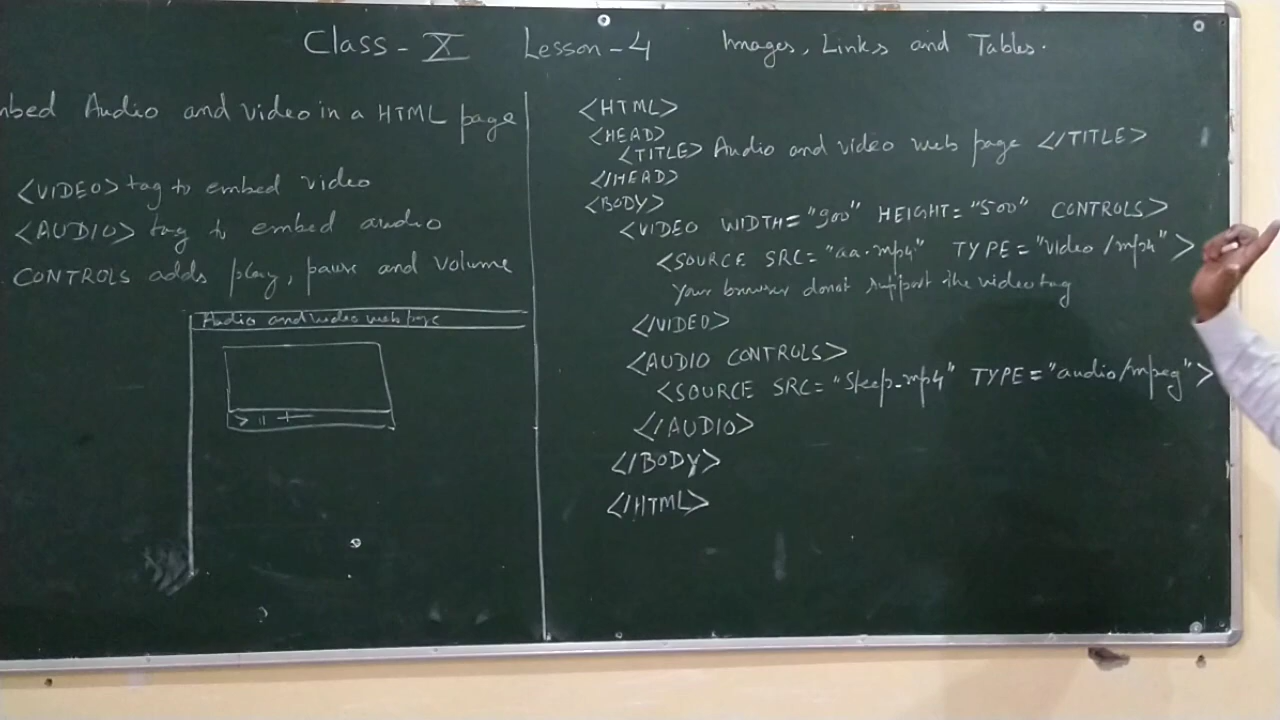 Class - X Lesson - 4 Images, Links and Tables.
mbed Audio and video in a HTML page
<VIDEO> tag to embed video
<AUDIO> tag to embed audio
CONTROLS adds play, pause and volume
Audio and video web page
> 11
<HTML>
<HEAD>
<TITLE> Audio and video web page </TITLE>
</HEAD>
<BODY>
<VIDEO WIDTH="900" HEIGHT="500" CONTROLS>
<SOURCE SRC="aa.mp4" TYPE="video/mp4">
Your browser donot support the video tag
</VIDEO>
<AUDIO CONTROLS>
<SOURCE SRC="Sleep.mp4" TYPE="audio/mpeg">
</AUDIO>
</BODY>
</HTML>